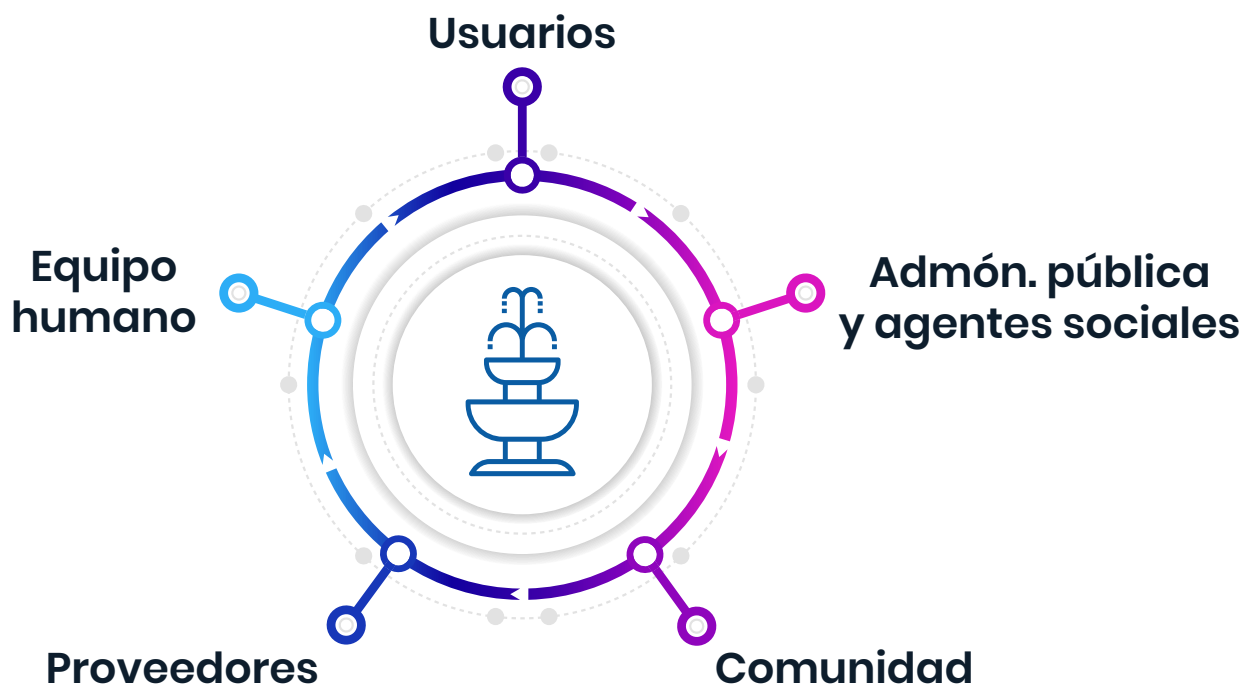 Usuarios
Equipo
humano
Admón. pública
y agentes sociales
Proveedores
Comunidad